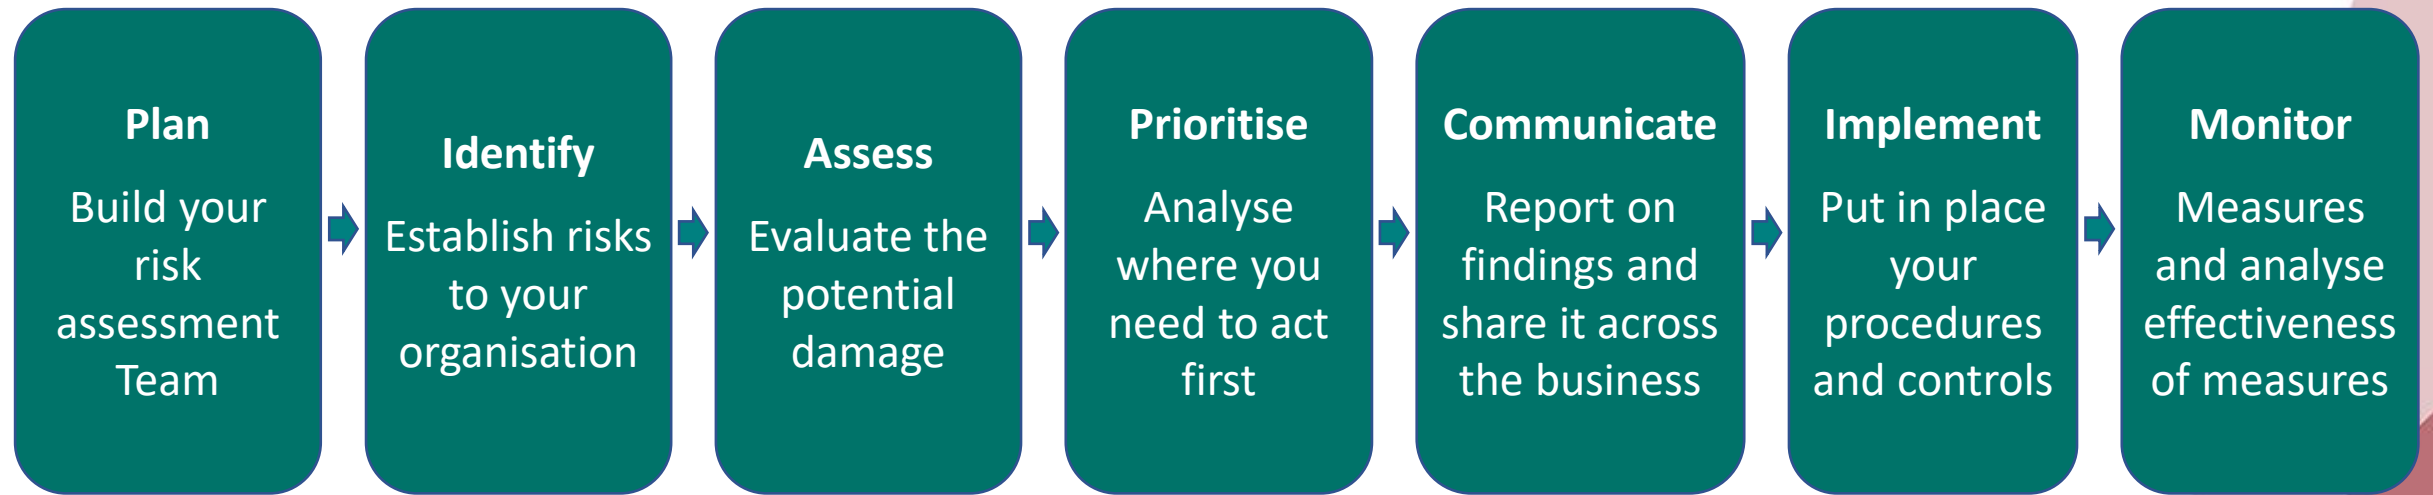 Plan
Build your
risk
assessment
Team
Identify
Establish risks
to your
organisation
Assess
Evaluate the
potential
damage
Prioritise
Analyse
where you
need to act
first
Communicate
Report on
findings and
share it across
the business
Implement
Put in place
your
procedures
and controls
Monitor
Measures
and analyse
effectiveness
of measures